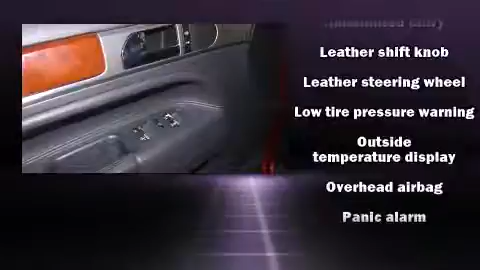 Leather shift knob
Leather steering wheel
Low tire pressure warning
Outside
temperature display
Overhead airbag
Panic alarm